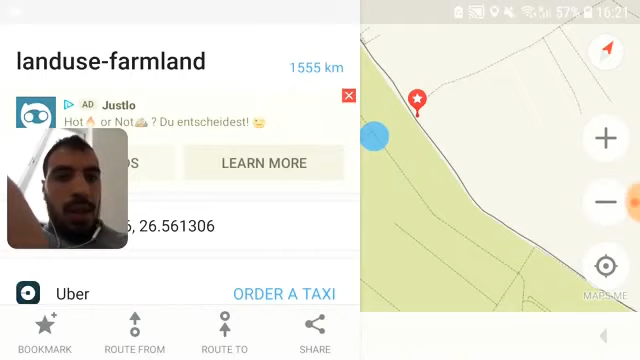 57% 16:21
landuse-farmland
1555 km
AD Justlo
Hot🔥 or Not💩 ? Du entscheidest! 😄
LEARN MORE
, 26.561306
Uber ORDER A TAXI
MAPS.ME
BOOKMARK ROUTE FROM ROUTE TO SHARE